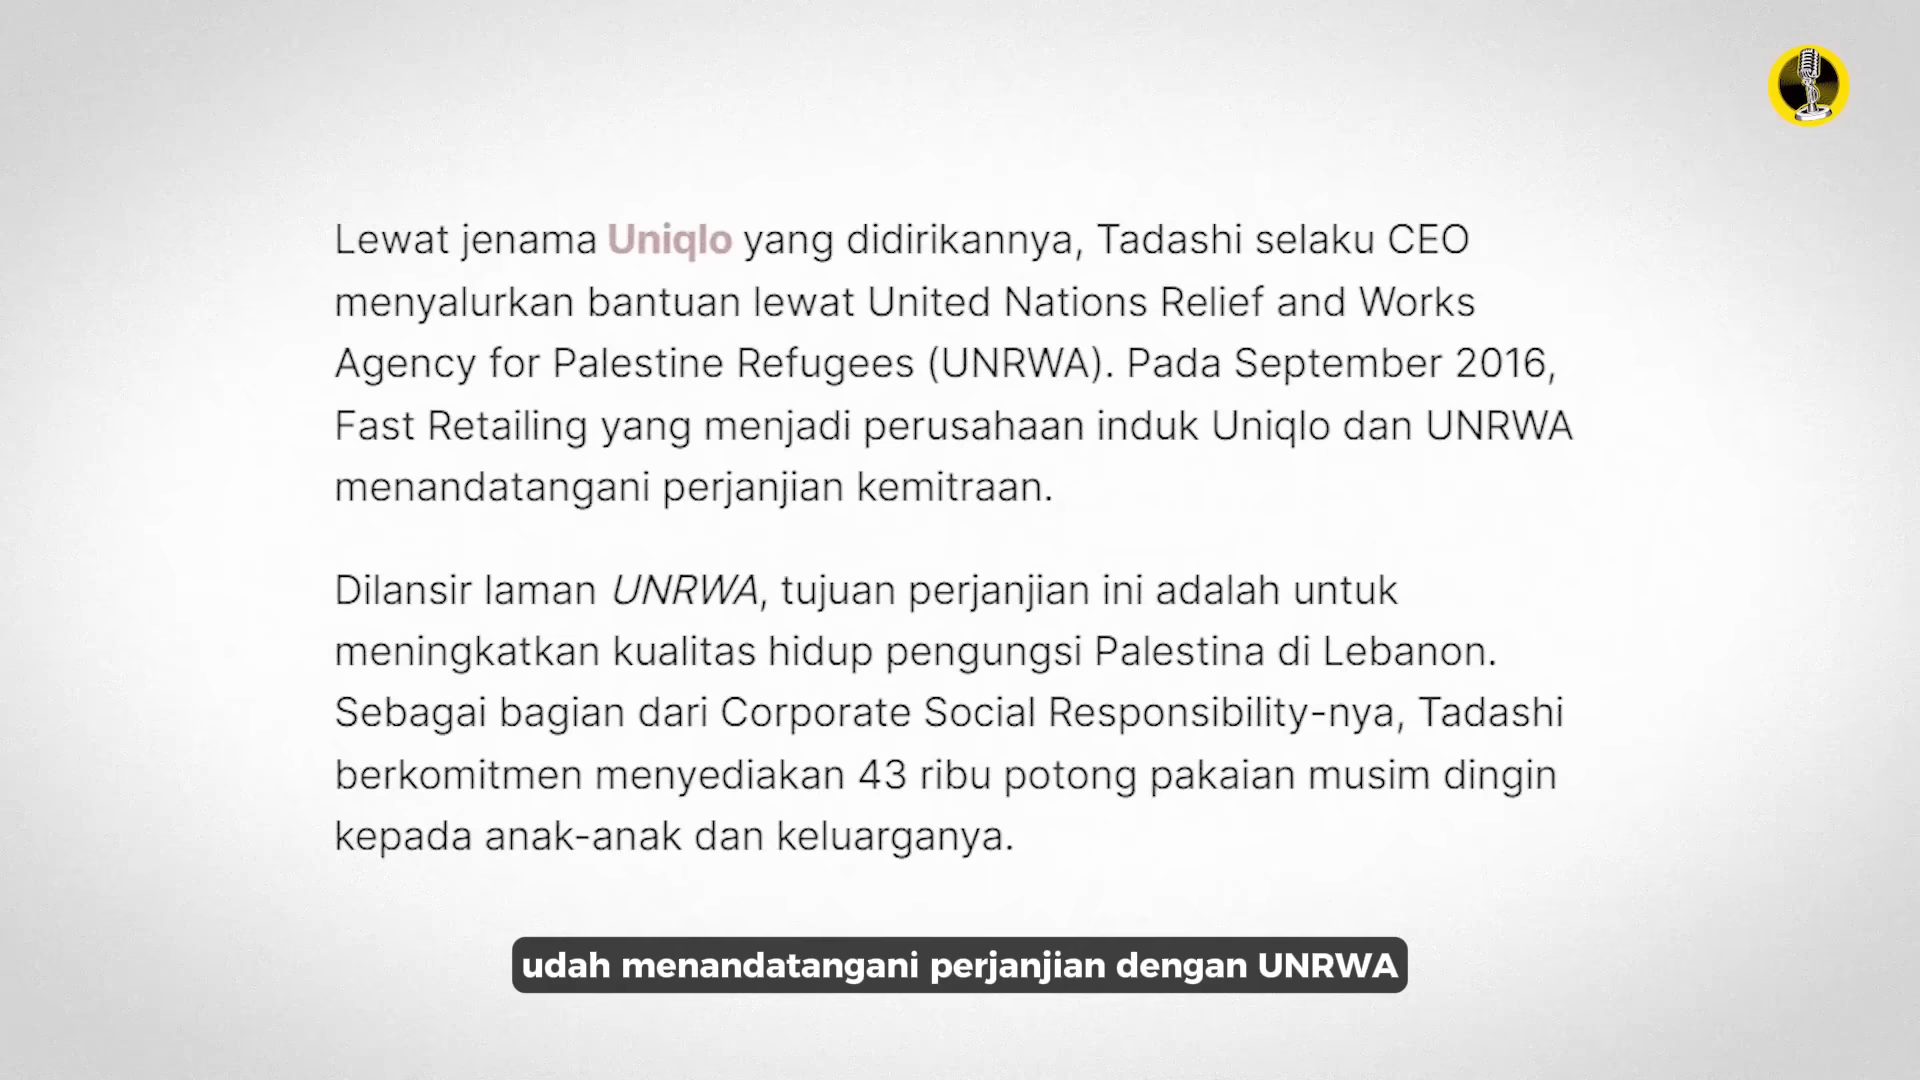 Lewat jenama Uniqlo yang didirikannya, Tadashi selaku CEO
menyalurkan bantuan lewat United Nations Relief and Works
Agency for Palestine Refugees (UNRWA). Pada September 2016,
Fast Retailing yang menjadi perusahaan induk Uniqlo dan UNRWA
menandatangani perjanjian kemitraan.
Dilansir laman UNRWA, tujuan perjanjian ini adalah untuk
meningkatkan kualitas hidup pengungsi Palestina di Lebanon.
Sebagai bagian dari Corporate Social Responsibility-nya, Tadashi
berkomitmen menyediakan 43 ribu potong pakaian musim dingin
kepada anak-anak dan keluarganya.
udah menandatangani perjanjian dengan UNRWA